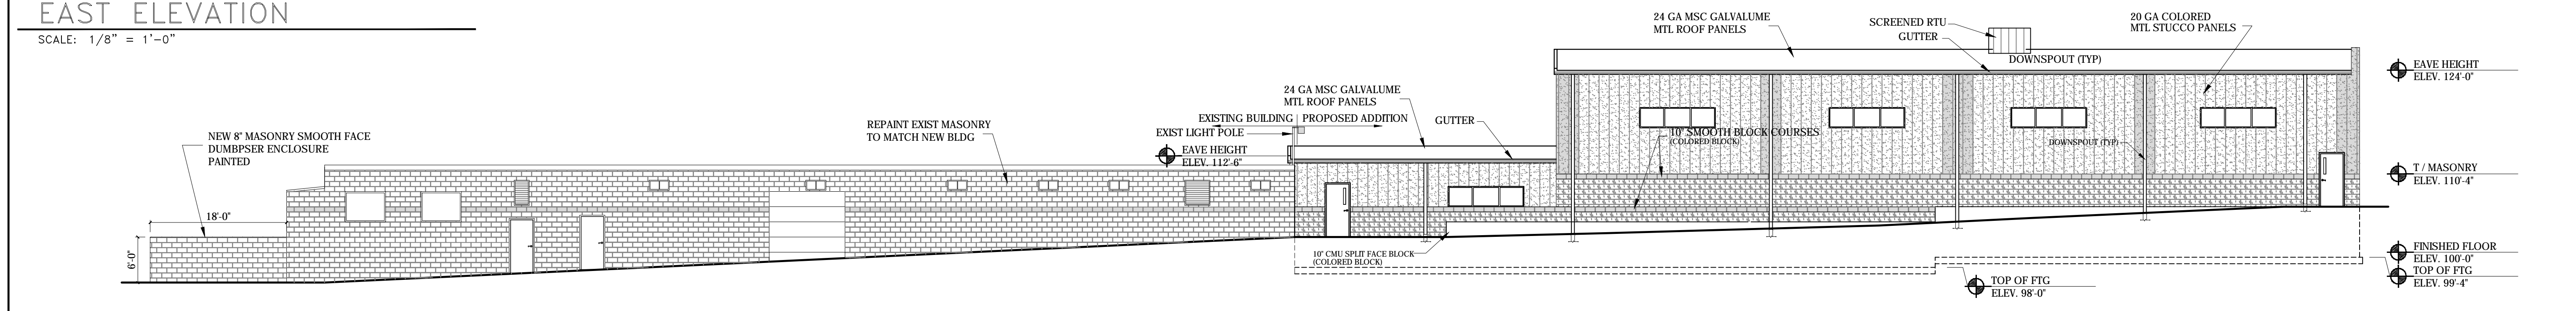 EAST ELEVATION
SCALE: 1/8" = 1'-0"
NEW 8" MASONRY SMOOTH FACE
DUMBPSER ENCLOSURE
PAINTED
18'-0"
6'-0"
REPAINT EXIST MASONRY
TO MATCH NEW BLDG
EAVE HEIGHT
ELEV. 112'-6"
EXISTING BUILDING
PROPOSED ADDITION
EXIST LIGHT POLE
24 GA MSC GALVALUME
MTL ROOF PANELS
GUTTER
10" CMU SPLIT FACE BLOCK
(COLORED BLOCK)
24 GA MSC GALVALUME
MTL ROOF PANELS
SCREENED RTU
GUTTER
DOWNSPOUT (TYP)
20 GA COLORED
MTL STUCCO PANELS
10" SMOOTH BLOCK COURSES
(COLORED BLOCK)
DOWNSPOUT (TYP)
EAVE HEIGHT
ELEV. 124'-0"
T / MASONRY
ELEV. 110'-4"
FINISHED FLOOR
ELEV. 100'-0"
TOP OF FTG
ELEV. 99'-4"
TOP OF FTG
ELEV. 98'-0"